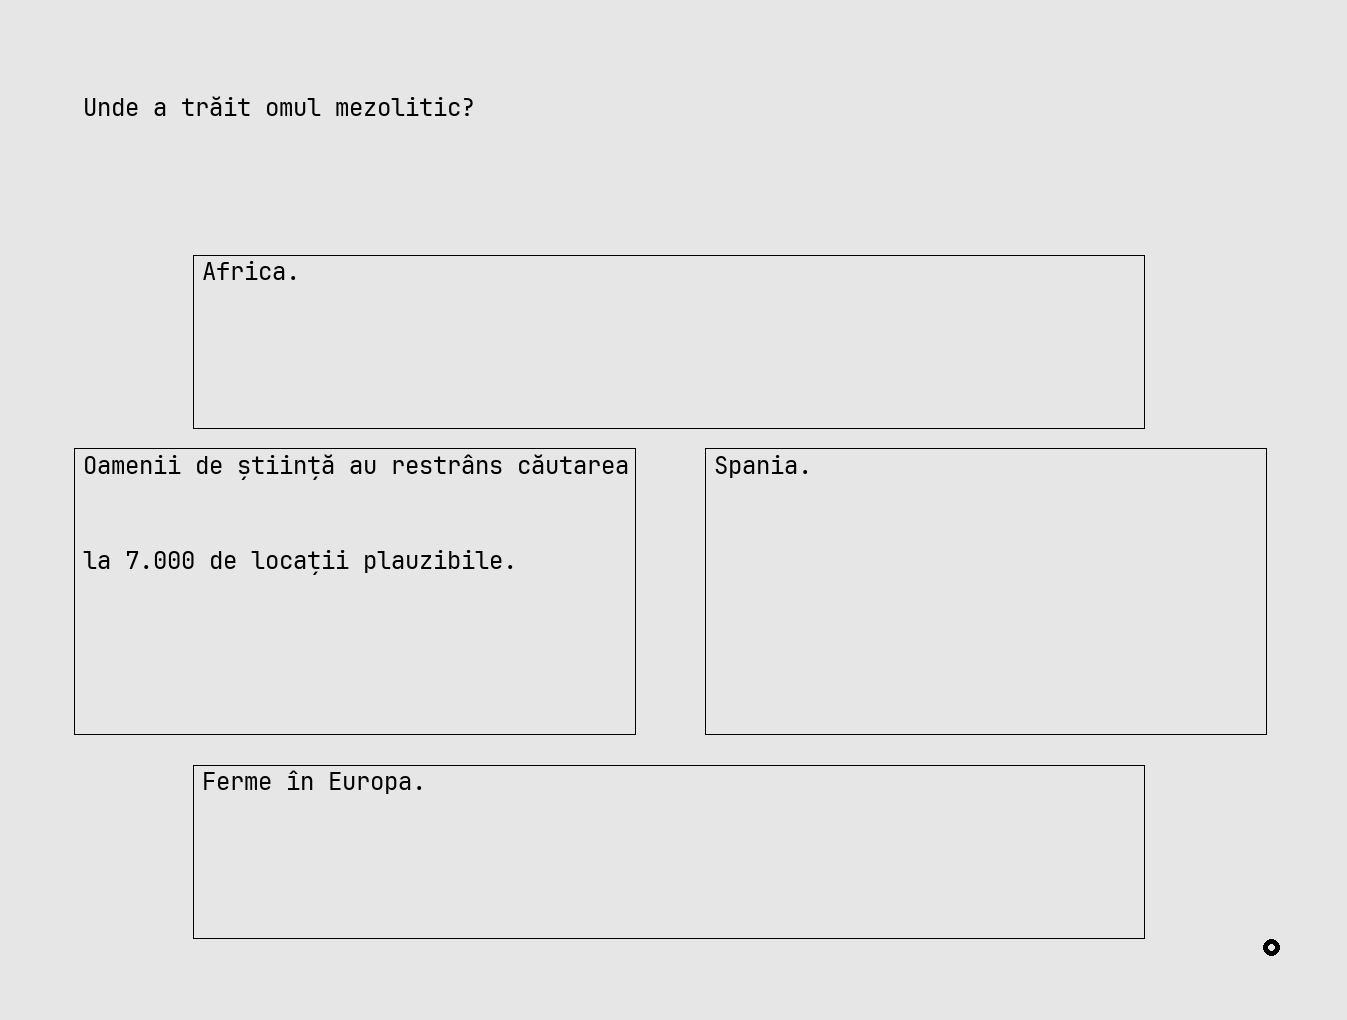 Unde a trăit omul mezolitic?
Africa.
Oamenii de știință au restrâns căutarea
la 7.000 de locații plauzibile.
Spania.
Ferme în Europa.